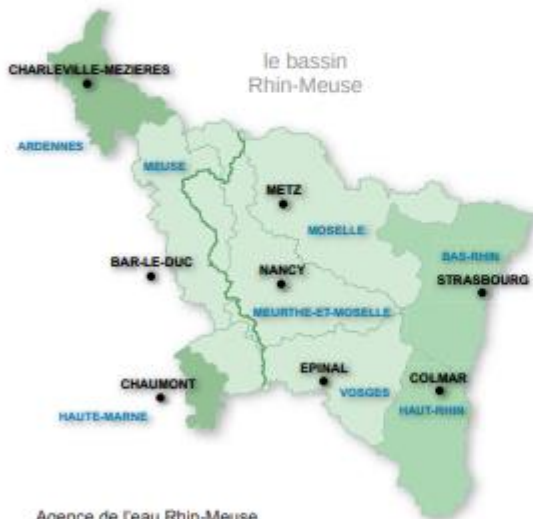 le bassin
Rhin-Meuse
CHARLEVILLE-MEZIERES
ARDENNES
MEUSE
METZ
MOSELLE
BAR-LE-DUC
NANCY
BAS-RHIN
STRASBOURG
MEURTHE-ET-MOSELLE
EPINAL
CHAUMONT
VOSGES
COLMAR
HAUTE-MARNE
HAUT-RHIN
Agence de l'eau Rhin-Meuse